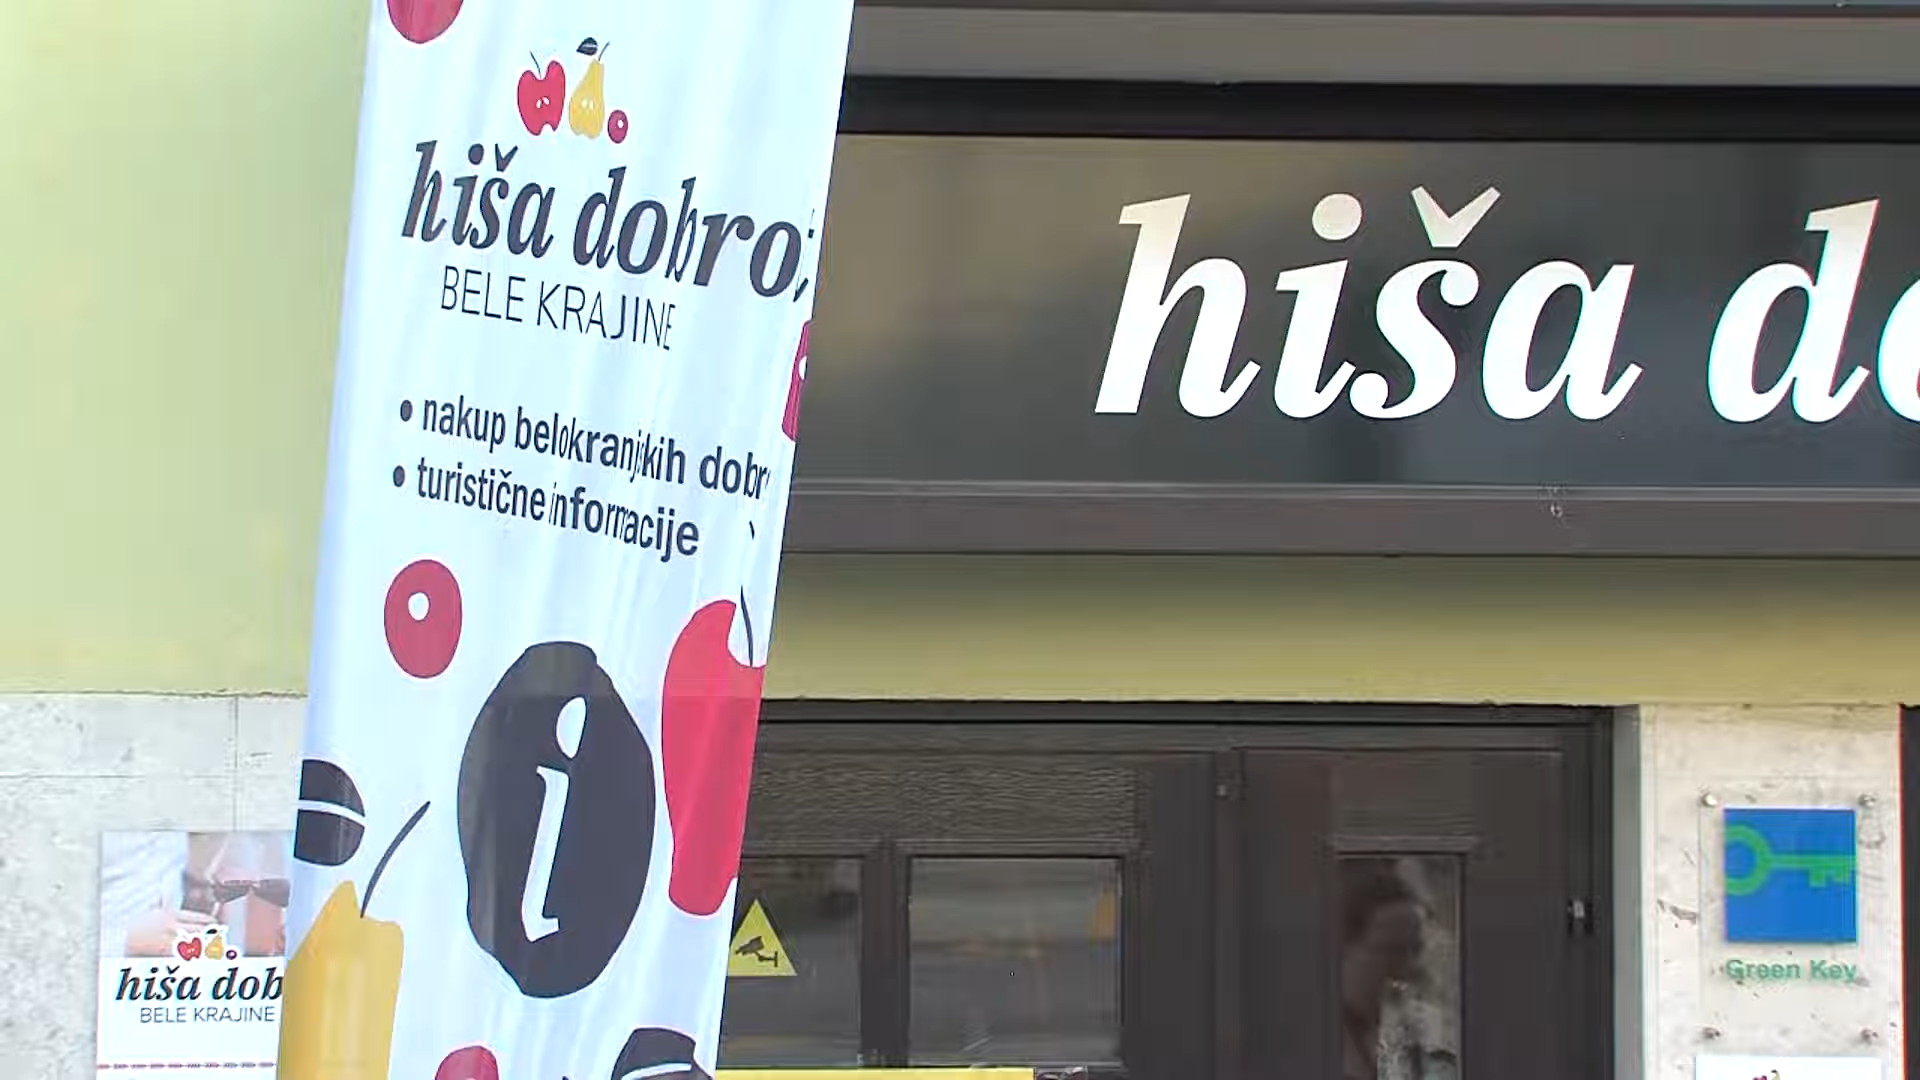 hiša dobro
BELE KRAJINE
• nakup belokranjskih dobr
• turistične informacije
i
hiša d
hiša dob
BELE KRAJINE
Green Key